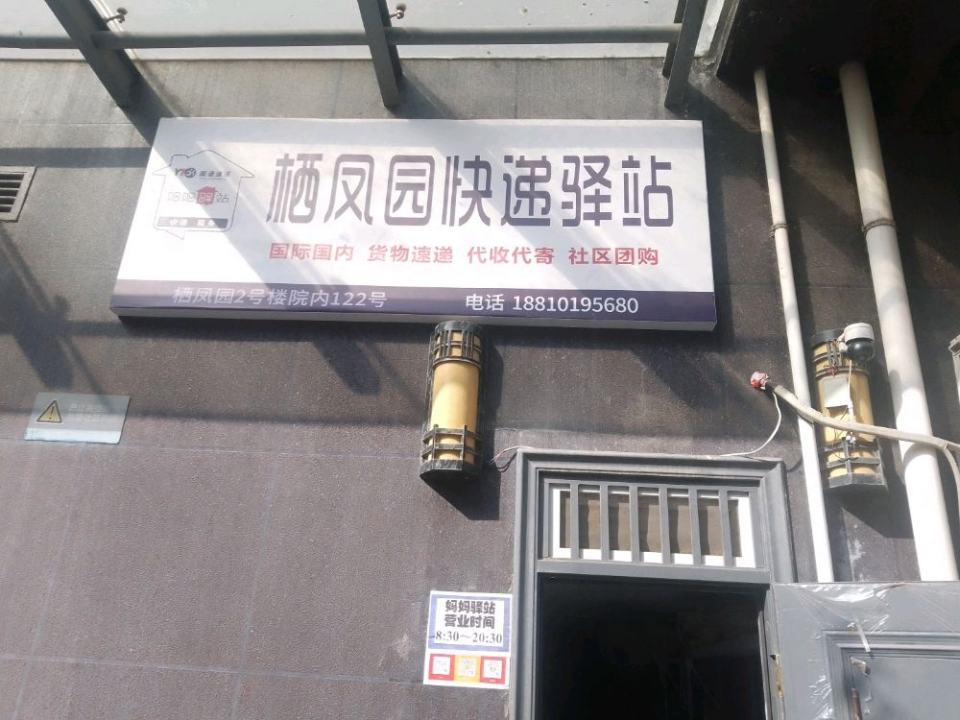 栖凤园快递驿站
国际国内 货物速递 代收代寄 社区团购
栖凤园2号楼院内122号
电话 18810195680
妈妈驿站
营业时间
8:30～20:30